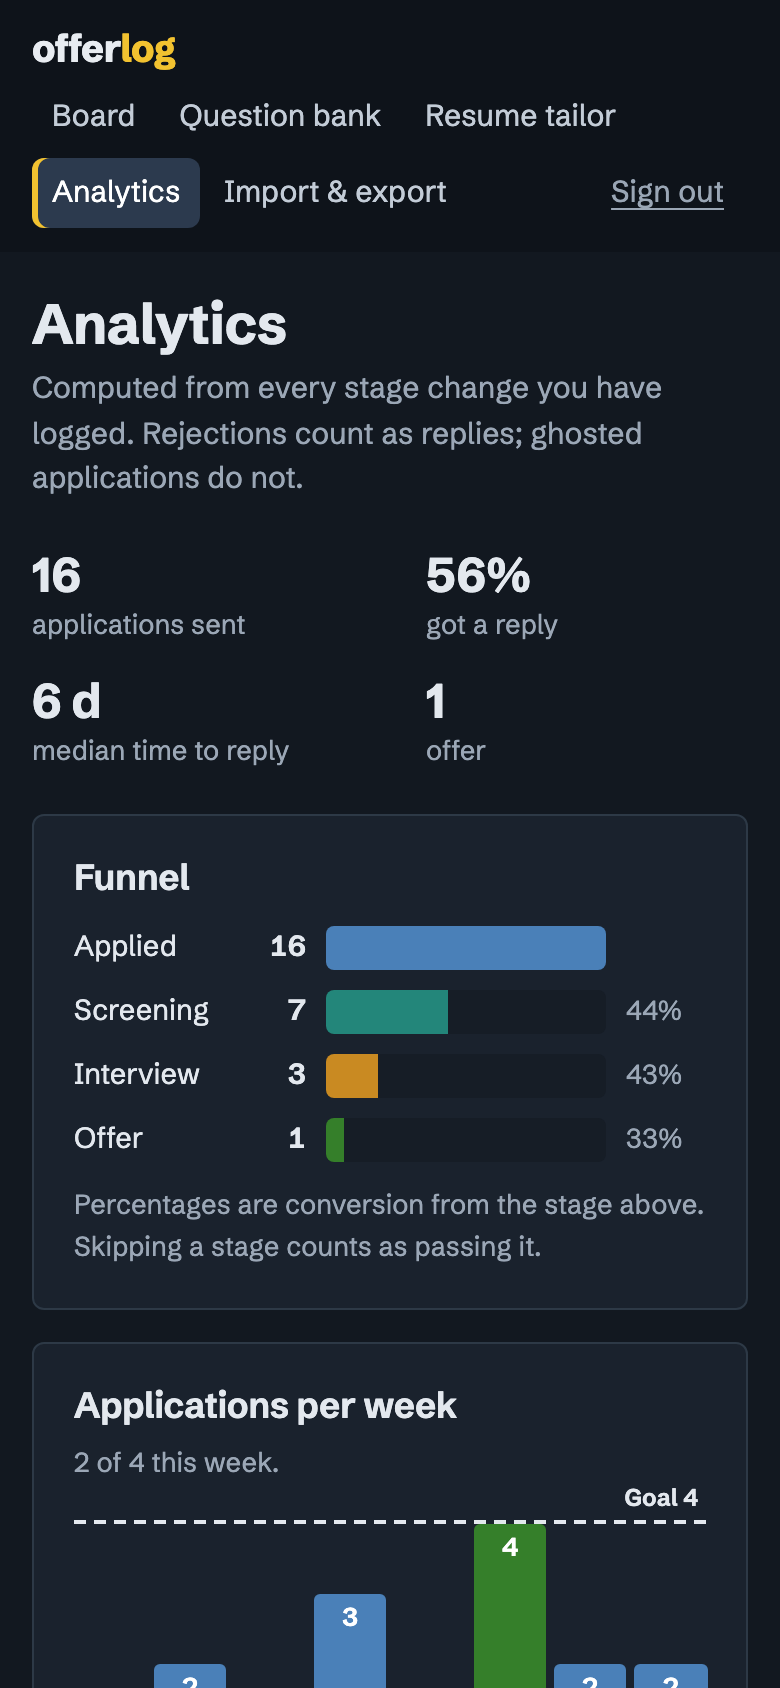 offerlog
Board Question bank Resume tailor
Analytics Import & export Sign out
Analytics
Computed from every stage change you have
logged. Rejections count as replies; ghosted
applications do not.
16 56%
applications sent got a reply
6 d 1
median time to reply offer
Funnel
Applied 16
Screening 7 44%
Interview 3 43%
Offer 1 33%
Percentages are conversion from the stage above.
Skipping a stage counts as passing it.
Applications per week
2 of 4 this week.
Goal 4
4
3
2 2 2